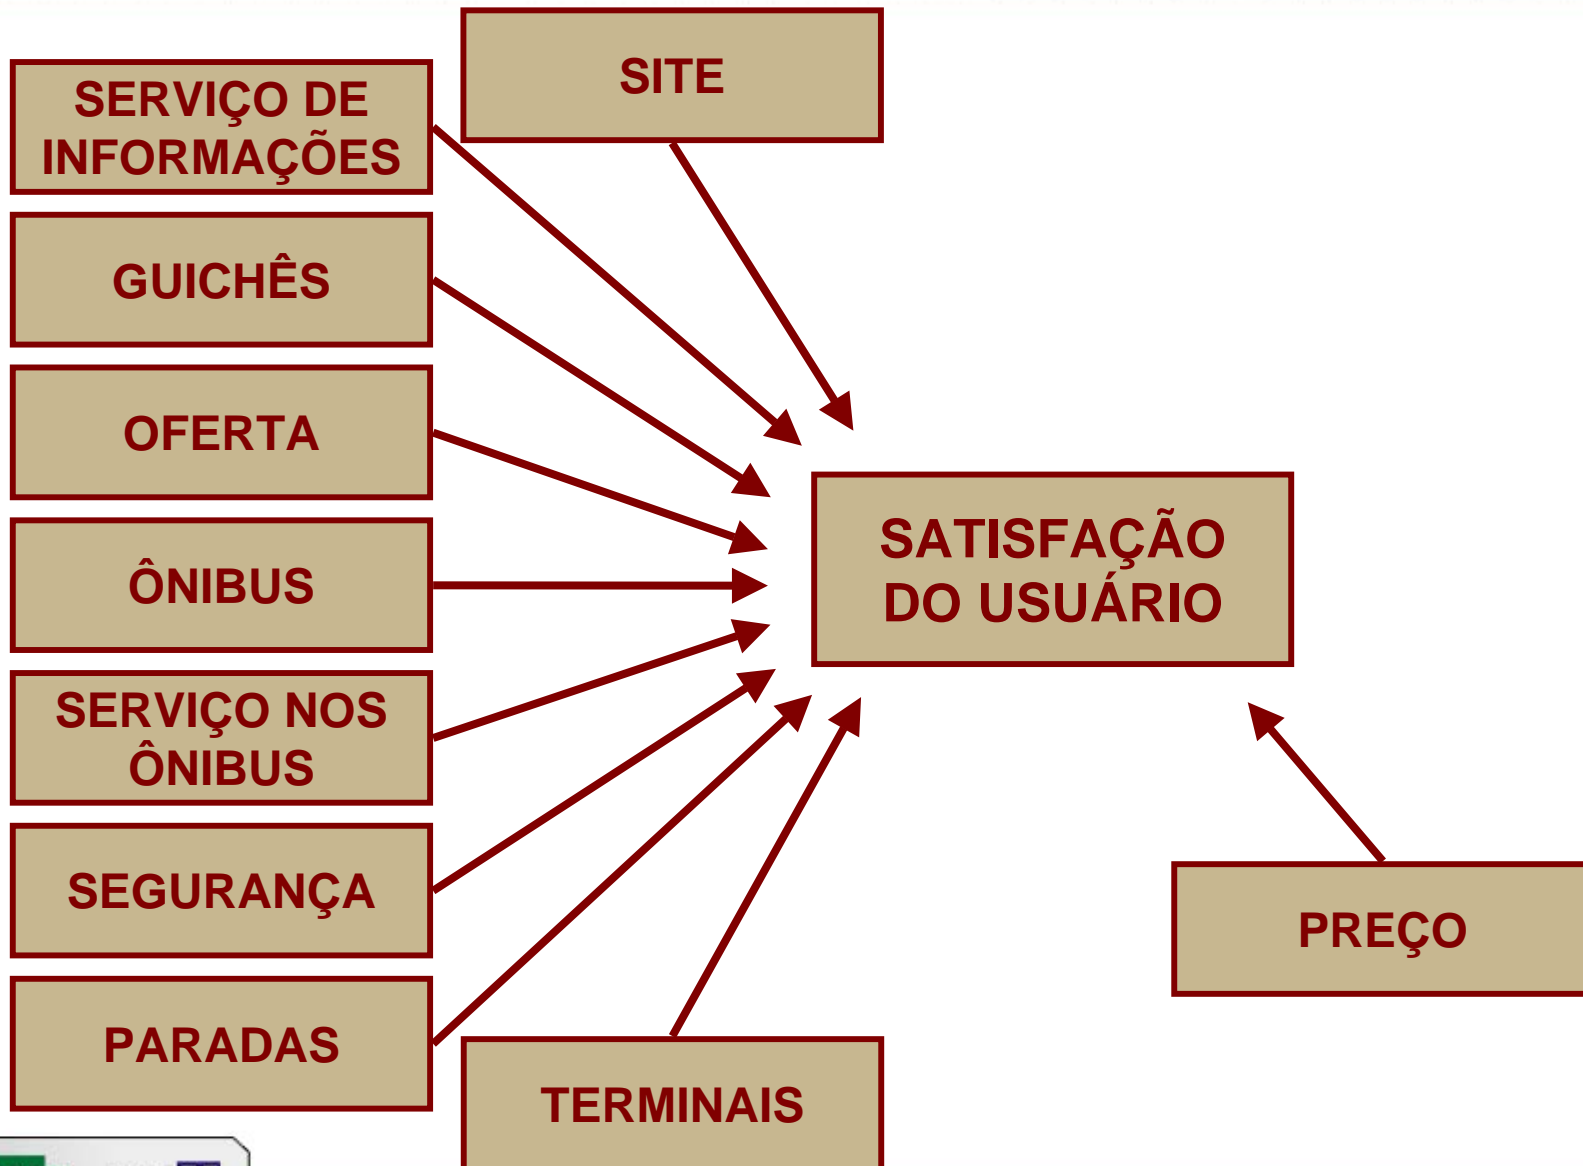 SITE
SERVIÇO DE
INFORMAÇÕES
GUICHÊS
OFERTA
ÔNIBUS
SERVIÇO NOS
ÔNIBUS
SEGURANÇA
PARADAS
TERMINAIS
SATISFAÇÃO
DO USUÁRIO
PREÇO